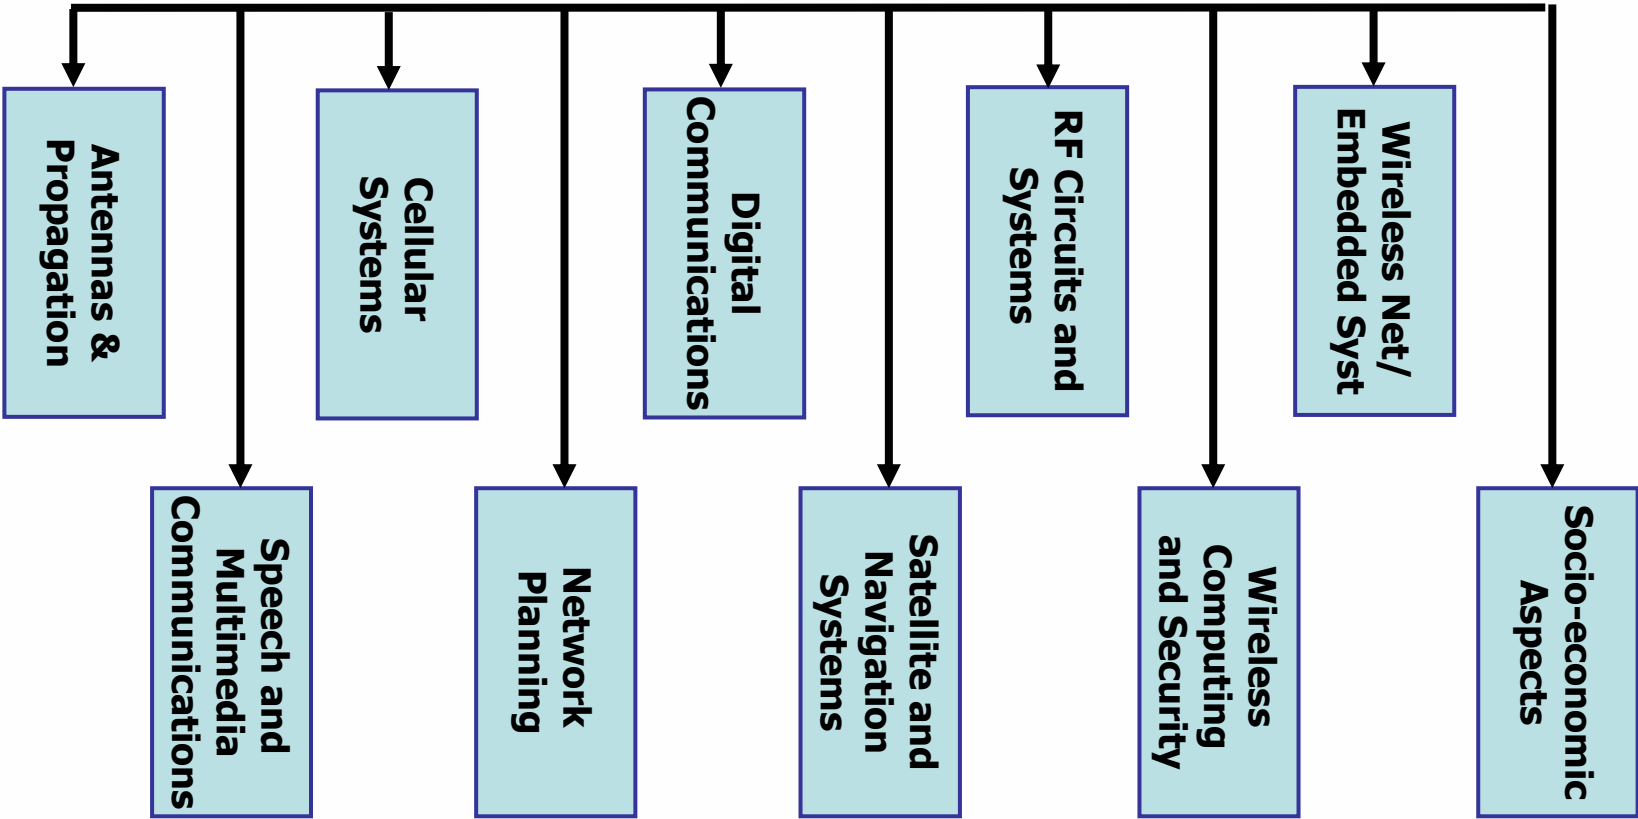 Antennas &
Propagation
Cellular
Systems
Digital
Communications
RF Circuits and
Systems
Wireless Net/
Embedded Syst
Speech and
Multimedia
Communications
Network
Planning
Satellite and
Navigation
Systems
Wireless
Computing
and Security
Socio-economic
Aspects